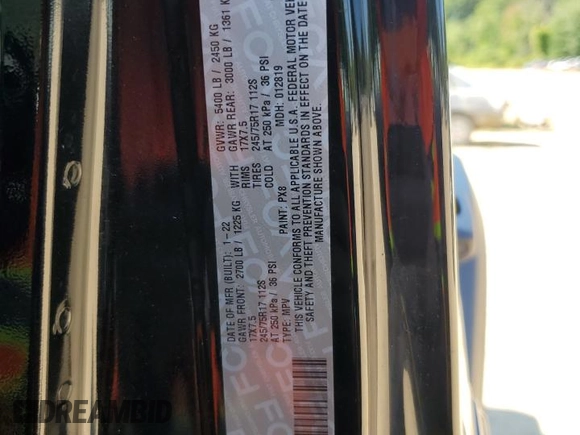 DATE OF MFR (BUILT): 1-22 GVWR: 5400 LB / 2450 KG
GAWR FRONT: 2700 LB / 1225 KG WITH GAWR REAR: 3000 LB / 1361 K
17X7.5 RIMS 17X7.5
245/75R17 112S TIRES 245/75R17 112S
AT 250 kPa / 36 PSI COLD AT 250 kPa / 36 PSI
TYPE: MPV PAINT: PX8 MDH: 012819
THIS VEHICLE CONFORMS TO ALL APPLICABLE U.S.A. FEDERAL MOTOR VE
SAFETY AND THEFT PREVENTION STANDARDS IN EFFECT ON THE DATE
MANUFACTURE SHOWN ABOVE.
DREAMBID